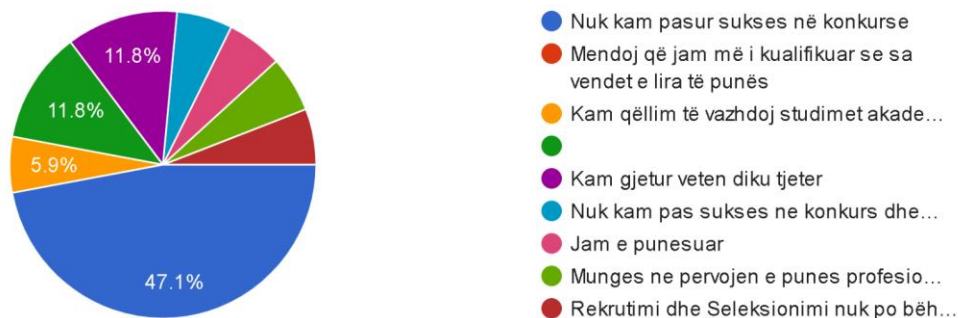 11.8%
11.8%
5.9%
47.1%
Nuk kam pasur sukses në konkurse
Mendoj që jam më i kualifikuar se sa
vendet e lira të punës
Kam qëllim të vazhdoj studimet akade...
Kam gjetur veten diku tjeter
Nuk kam pas sukses ne konkurs dhe...
Jam e punesuar
Munges ne pervojen e punes profesio...
Rekrutimi dhe Seleksionimi nuk po bëh...